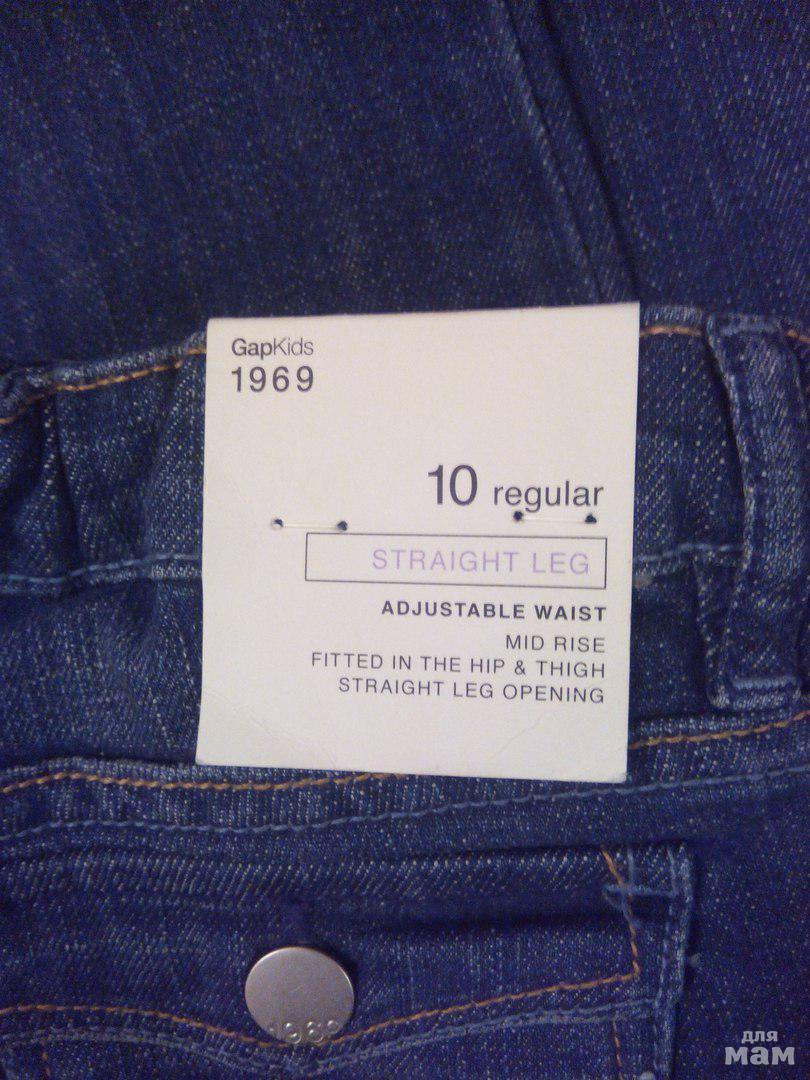 GapKids
1969
10 regular
STRAIGHT LEG
ADJUSTABLE WAIST
MID RISE
FITTED IN THE HIP & THIGH
STRAIGHT LEG OPENING
1969
для
мам